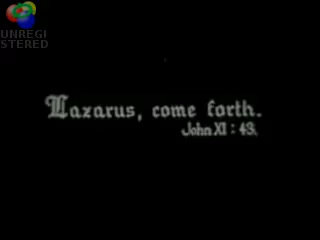 UNREGI
STERED
Lazarus, come forth.
John XI : 43.